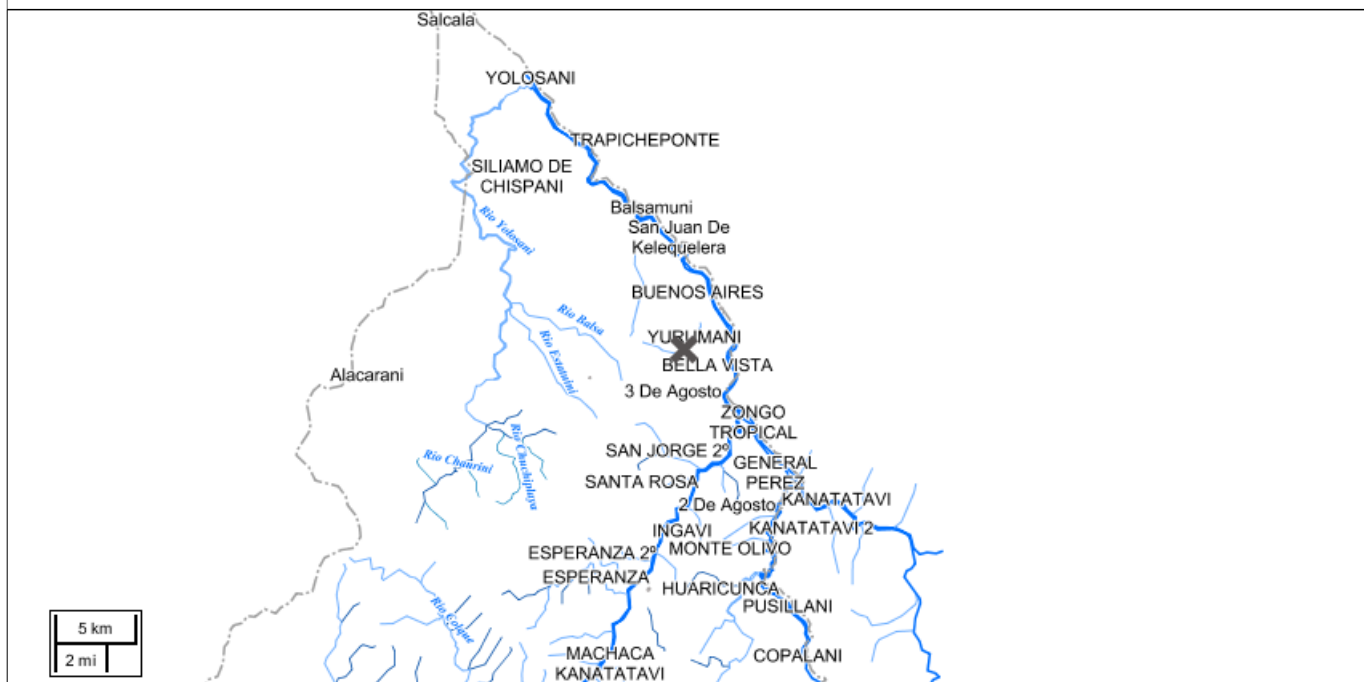 Salcala
YOLOSANI
TRAPICHEPONTE
SILIAMO DE
CHISPANI
Balsamuni
Rio Yolosani
San Juan De
Keleqüelera
BUENOS AIRES
Rio Balsa
YURUMANI
Rio Estatuini
BELLA VISTA
Alacarani
3 De Agosto
ZONGO
TROPICAL
SAN JORGE 2º
Rio Chaurini
Rio Chuchiplaya
GENERAL
PEREZ
SANTA ROSA
KANATATAVI
2 De Agosto
INGAVI
KANATATAVI 2
MONTE OLIVO
ESPERANZA 2º
ESPERANZA
HUARICUNCA
PUSILLANI
Rio Colque
5 km
2 mi
MACHACA
KANATATAVI
COPALANI